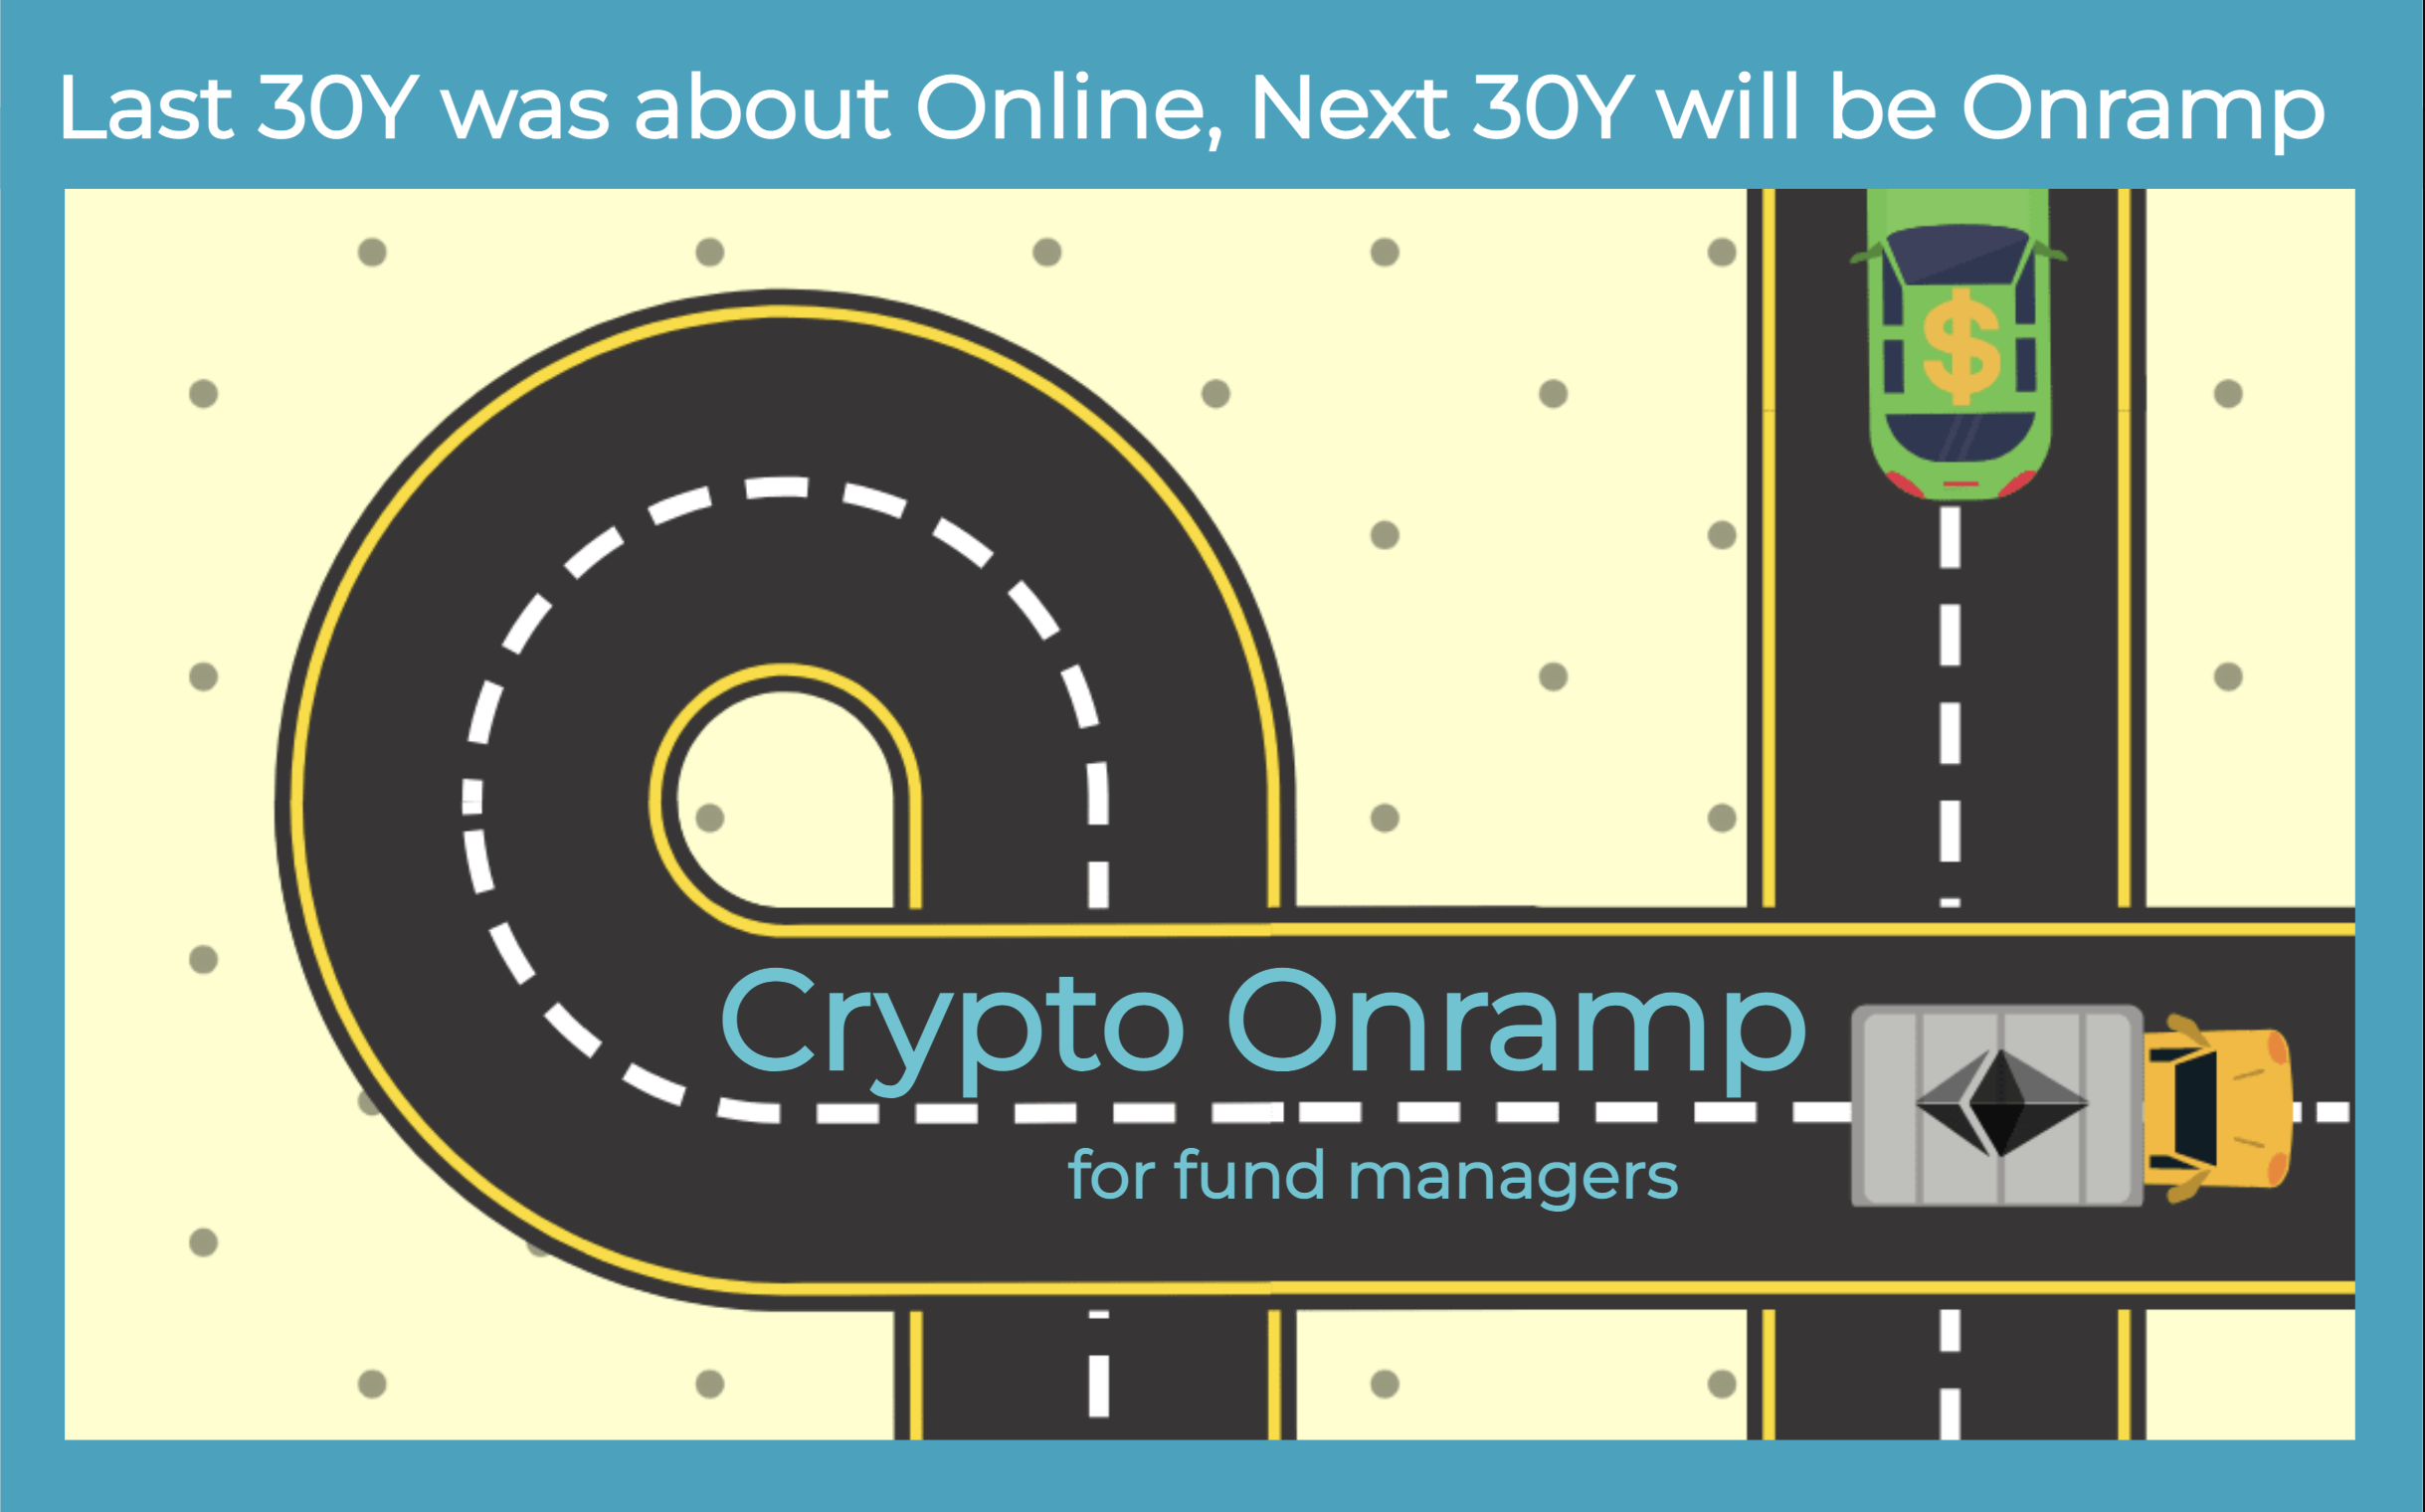 Last 30Y was about Online, Next 30Y will be Onramp
$
Crypto Onramp
for fund managers